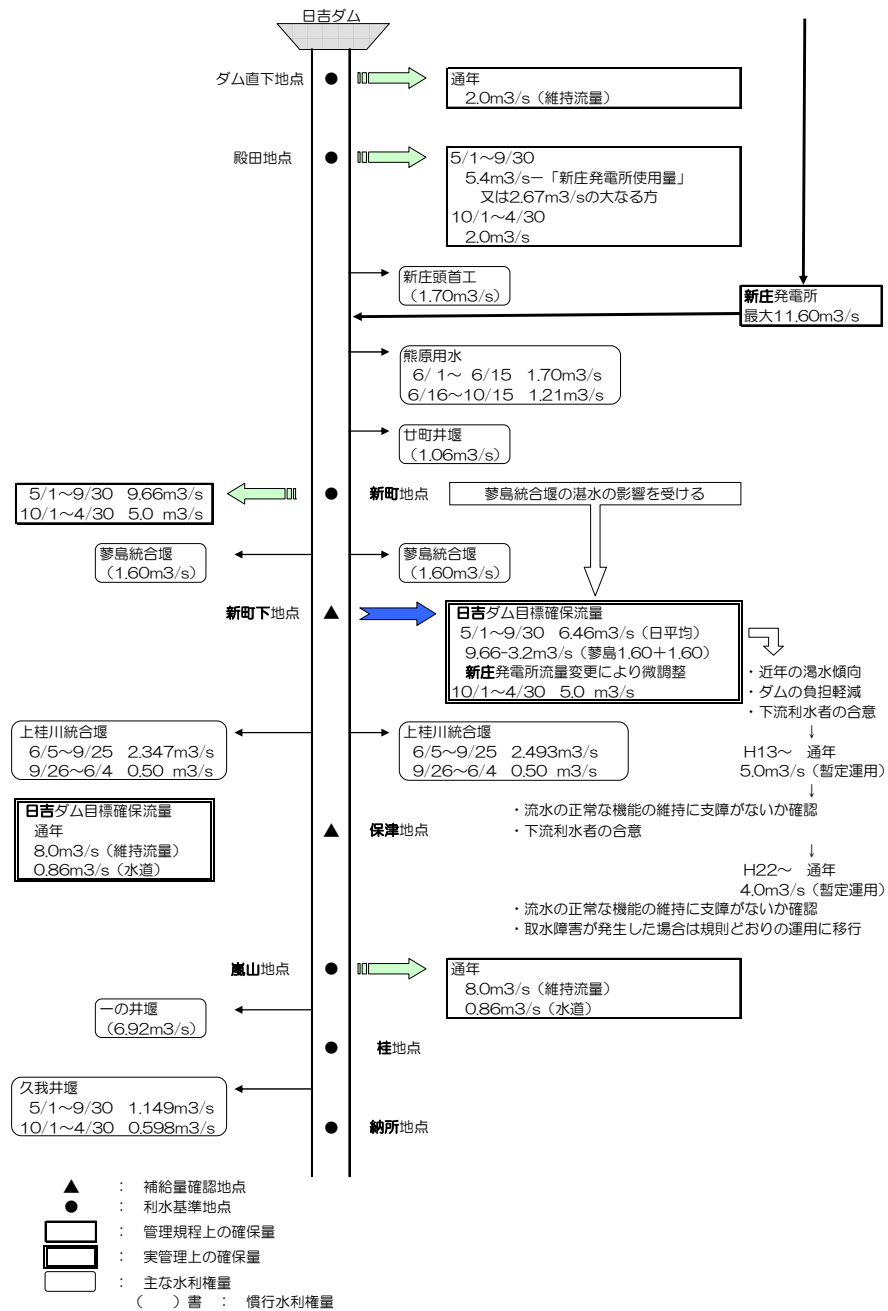 日吉ダム
ダム直下地点
通年
2.0m3/s（維持流量）
殿田地点
5/1～9/30
5.4m3/s－「新庄発電所使用量」
又は2.67m3/sの大なる方
10/1～4/30
2.0m3/s
新庄頭首工
（1.70m3/s）
新庄発電所
最大11.60m3/s
熊原用水
6/ 1～ 6/15　1.70m3/s
6/16～10/15　1.21m3/s
廿町井堰
（1.06m3/s）
5/1～9/30　9.66m3/s
10/1～4/30　5.0 m3/s
新町地点
蓼島統合堰の湛水の影響を受ける
蓼島統合堰
（1.60m3/s）
蓼島統合堰
（1.60m3/s）
新町下地点
日吉ダム目標確保流量
5/1～9/30　6.46m3/s（日平均）
9.66-3.2m3/s（蓼島1.60＋1.60）
新庄発電所流量変更により微調整
10/1～4/30　5.0 m3/s
・近年の渇水傾向
・ダムの負担軽減
・下流利水者の合意
↓
H13～　通年
5.0m3/s（暫定運用）
↓
上桂川統合堰
6/5～9/25　2.347m3/s
9/26～6/4　0.50 m3/s
上桂川統合堰
6/5～9/25　2.493m3/s
9/26～6/4　0.50 m3/s
日吉ダム目標確保流量
通年
8.0m3/s（維持流量）
0.86m3/s（水道）
保津地点
・流水の正常な機能の維持に支障がないか確認
・下流利水者の合意
↓
H22～　通年
4.0m3/s（暫定運用）
・流水の正常な機能の維持に支障がないか確認
・取水障害が発生した場合は規則どおりの運用に移行
嵐山地点
通年
8.0m3/s（維持流量）
0.86m3/s（水道）
一の井堰
（6.92m3/s）
桂地点
久我井堰
5/1～9/30　1.149m3/s
10/1～4/30　0.598m3/s
納所地点
▲　：　補給量確認地点
●　：　利水基準地点
：　管理規程上の確保量
：　実管理上の確保量
：　主な水利権量
（　　）書　：　慣行水利権量